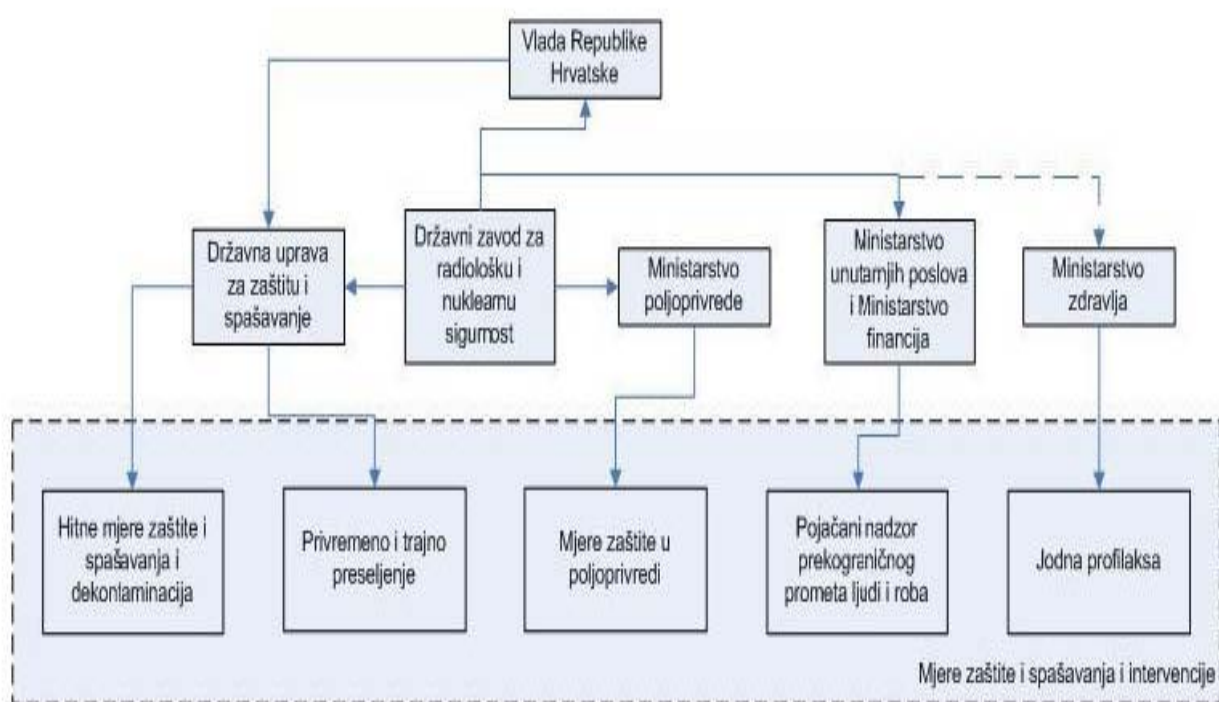 Vlada Republike
Hrvatske
Državna uprava
za zaštitu i
spašavanje
Državni zavod za
radiološku i
nuklearnu
sigurnost
Ministarstvo
poljoprivrede
Ministarstvo
unutarnjih poslova
i Ministarstvo
financija
Ministarstvo
zdravlja
Hitne mjere zaštite i
spašavanja i
dekontaminacija
Privremeno i trajno
preseljenje
Mjere zaštite u
poljoprivredi
Pojačani nadzor
prekograničnog
prometa ljudi i roba
Jodna profilaksa
Mjere zaštite i spašavanja i intervencije